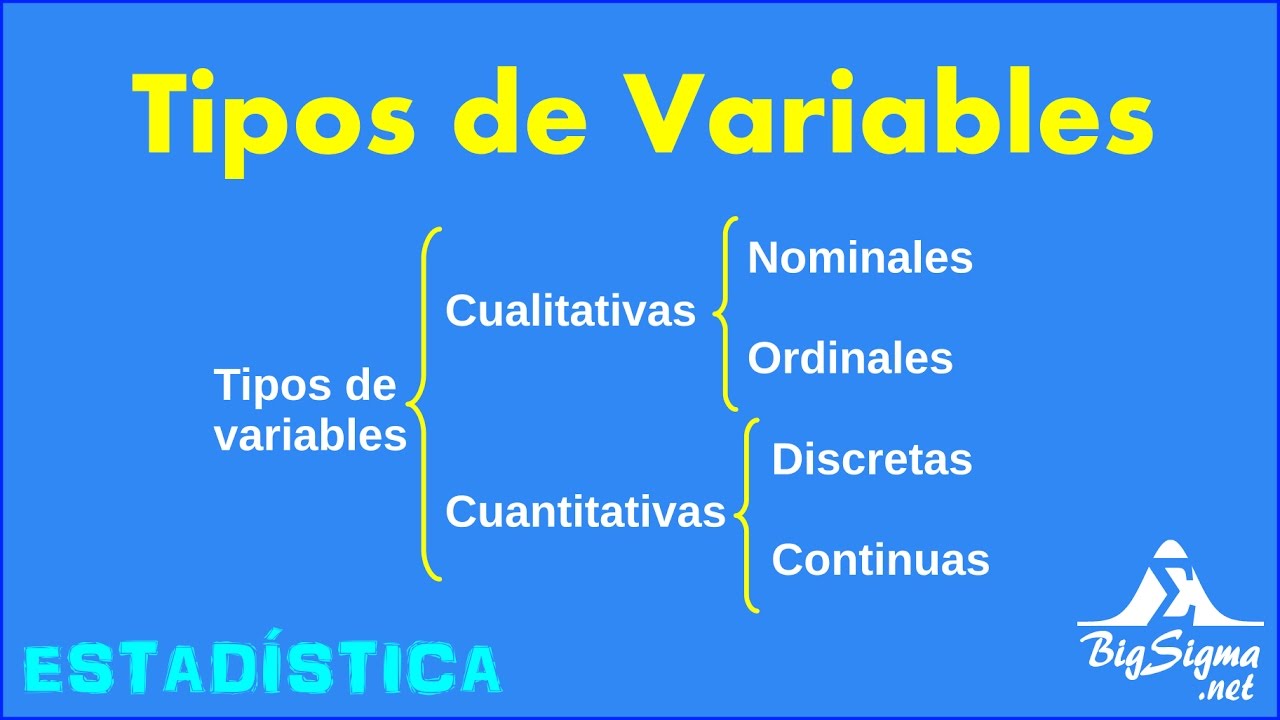 Tipos de Variables
Tipos de
variables
Cualitativas
Nominales
Ordinales
Cuantitativas
Discretas
Continuas
ESTADÍSTICA
BigSigma
.net